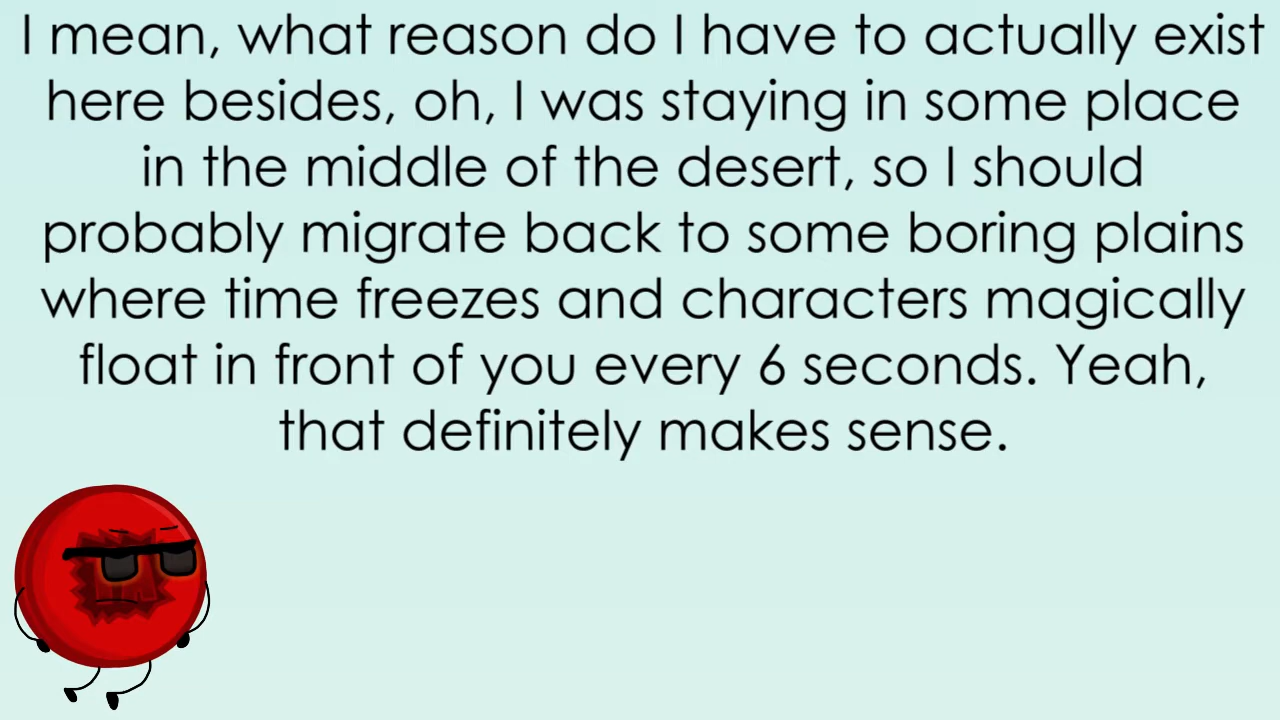 I mean, what reason do I have to actually exist
here besides, oh, I was staying in some place
in the middle of the desert, so I should
probably migrate back to some boring plains
where time freezes and characters magically
float in front of you every 6 seconds. Yeah,
that definitely makes sense.